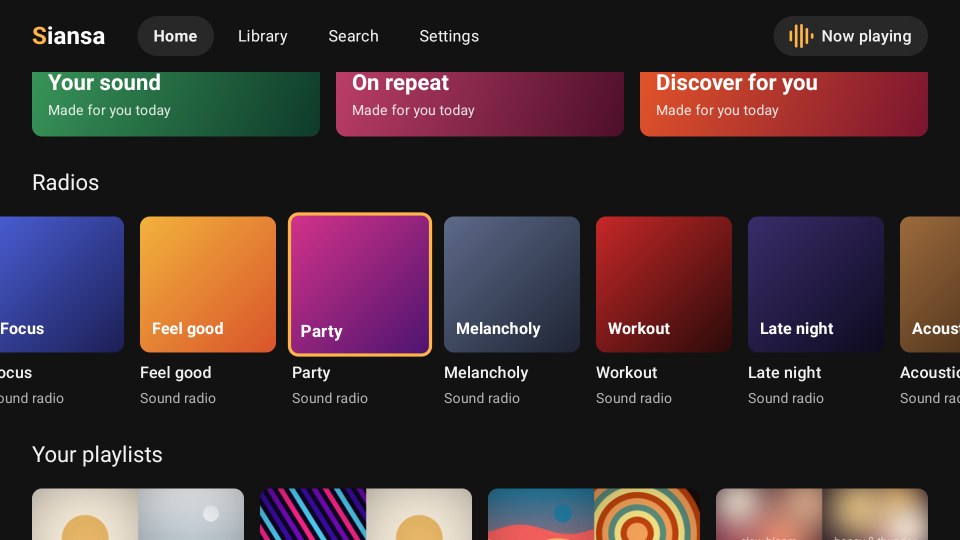 Siansa
Home
Library
Search
Settings
Now playing
Your sound
Made for you today
On repeat
Made for you today
Discover for you
Made for you today
Radios
Focus
Feel good
Party
Melancholy
Workout
Late night
Acoust
ocus
Feel good
Party
Melancholy
Workout
Late night
Acoustic
ound radio
Sound radio
Sound radio
Sound radio
Sound radio
Sound radio
Sound rad
Your playlists